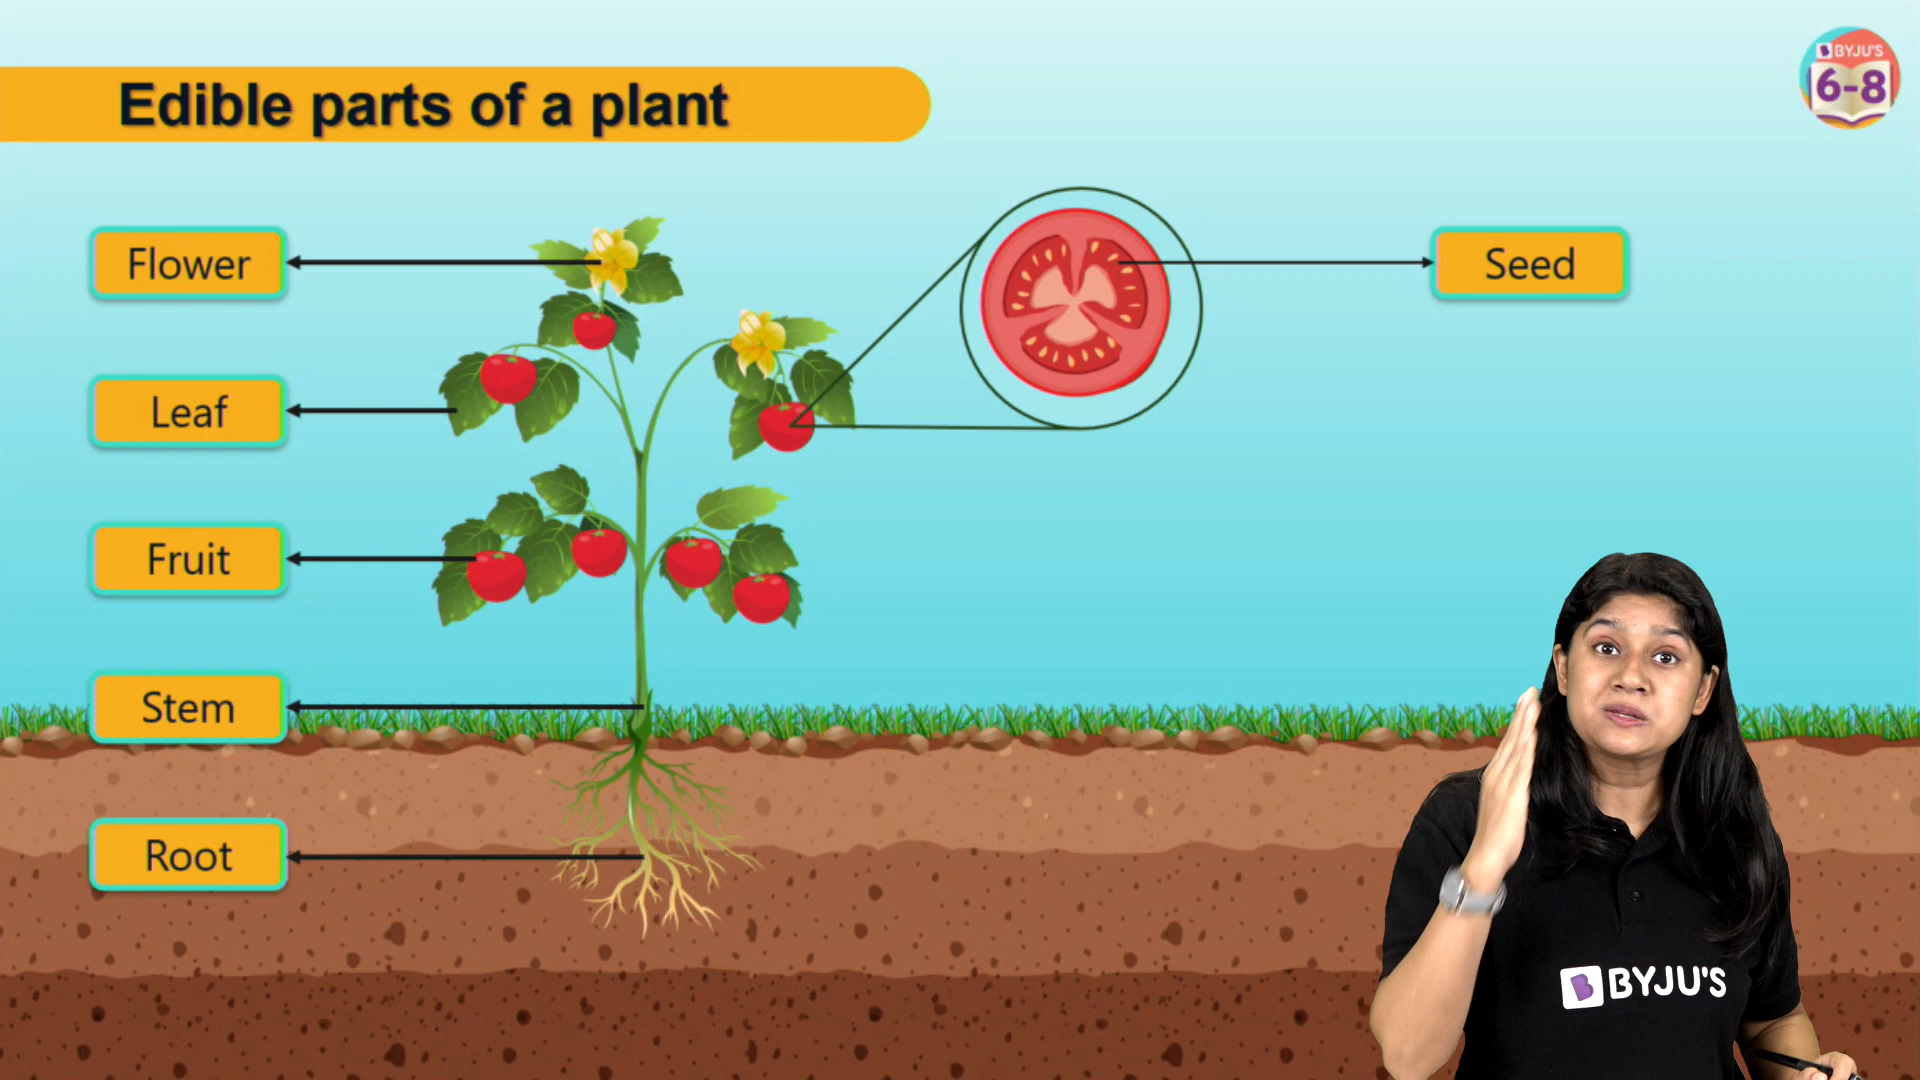 Edible parts of a plant
BYJU'S
6-8
Flower
Seed
Leaf
Fruit
Stem
Root
BYJU'S